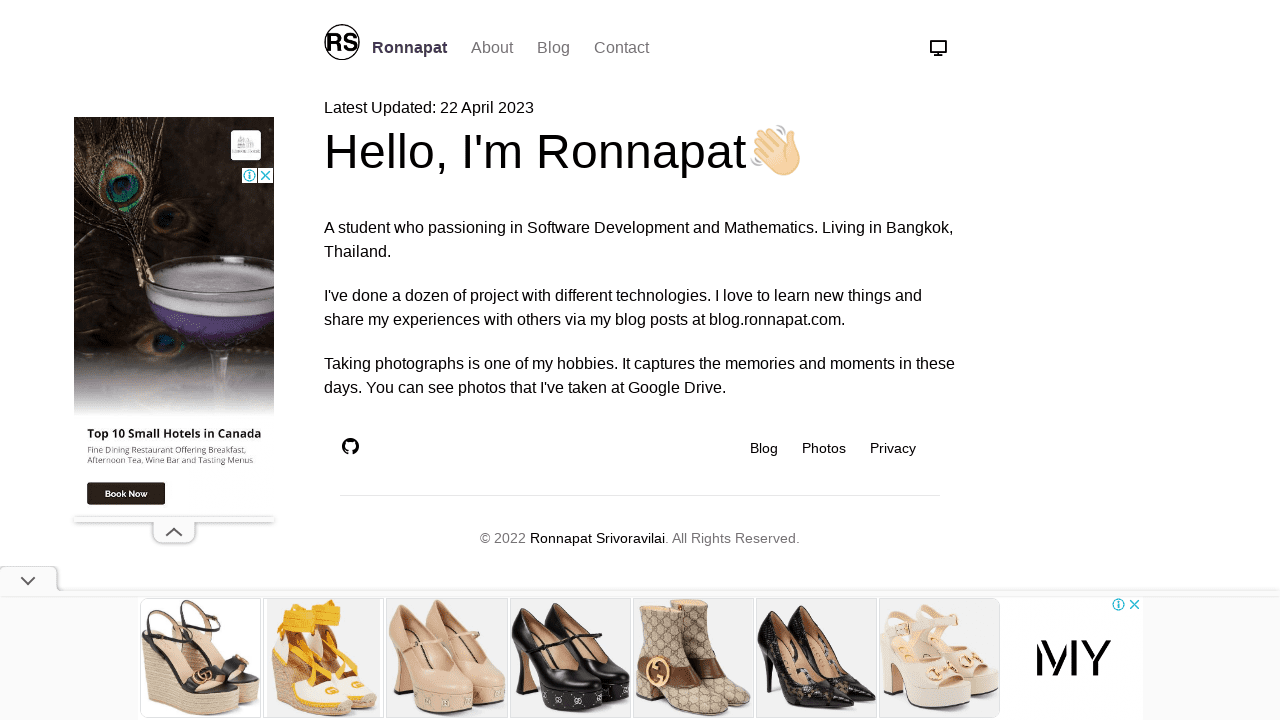 RS
Ronnapat About Blog Contact
Latest Updated: 22 April 2023
Hello, I'm Ronnapat👋🏼
A student who passioning in Software Development and Mathematics. Living in Bangkok,
Thailand.
I've done a dozen of project with different technologies. I love to learn new things and
share my experiences with others via my blog posts at blog.ronnapat.com.
Taking photographs is one of my hobbies. It captures the memories and moments in these
days. You can see photos that I've taken at Google Drive.
Top 10 Small Hotels in Canada
Fine Dining Restaurant Offering Breakfast,
Afternoon Tea, Wine Bar and Tasting Menus
Book Now
Blog Photos Privacy
© 2022 Ronnapat Srivoravilai. All Rights Reserved.
MY